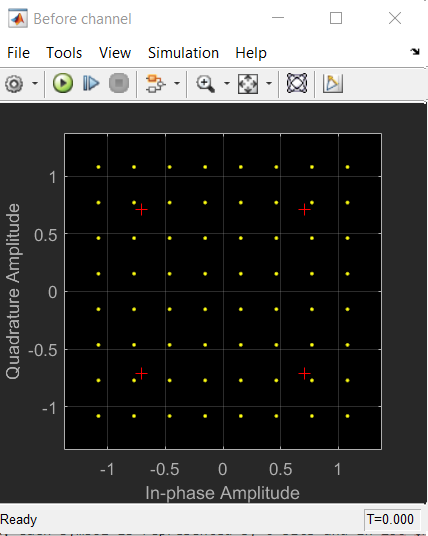 Before channel
File Tools View Simulation Help
1
0.5
0
-0.5
-1
Quadrature Amplitude
-1 -0.5 0 0.5 1
In-phase Amplitude
Ready T=0.000